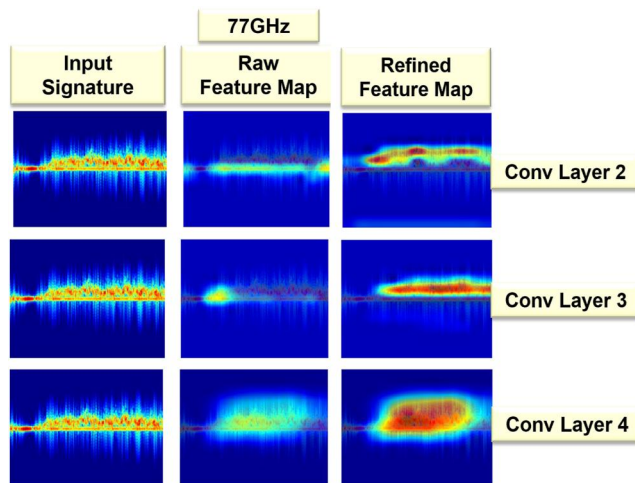 77GHz
Input
Signature
Raw
Feature Map
Refined
Feature Map
Conv Layer 2
Conv Layer 3
Conv Layer 4